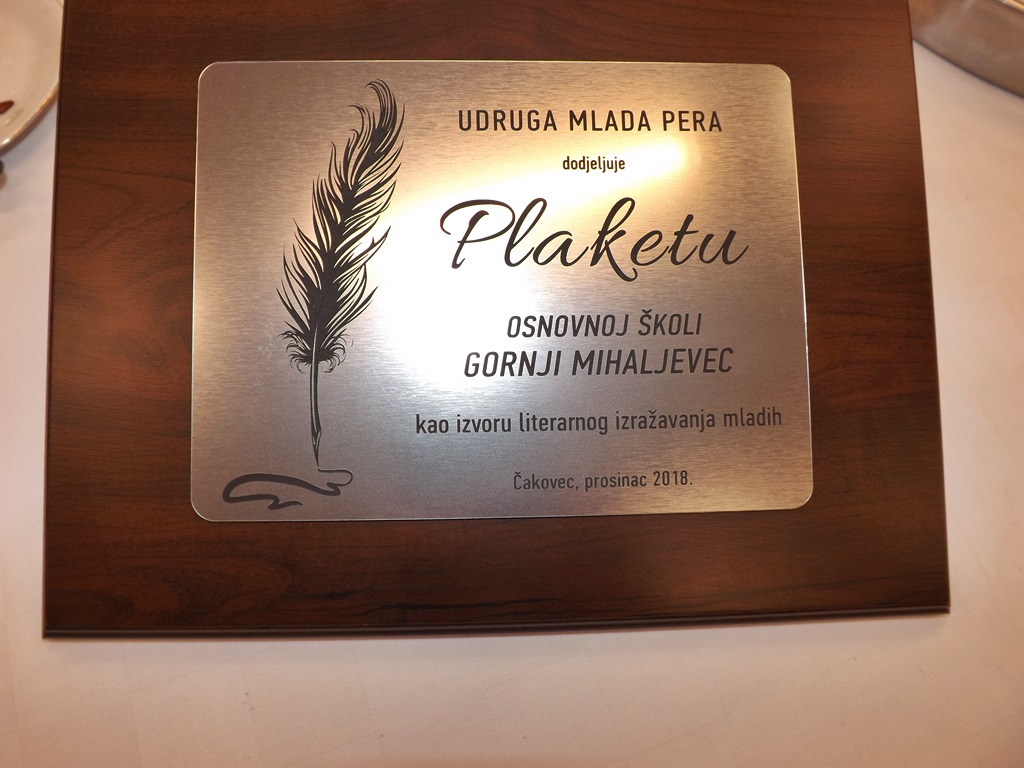 UDRUGA MLADA PERA
dodjeljuje
Plaketu
OSNOVNOJ ŠKOLI
GORNJI MIHALJEVEC
kao izvoru literarnog izražavanja mladih
Čakovec, prosinac 2018.